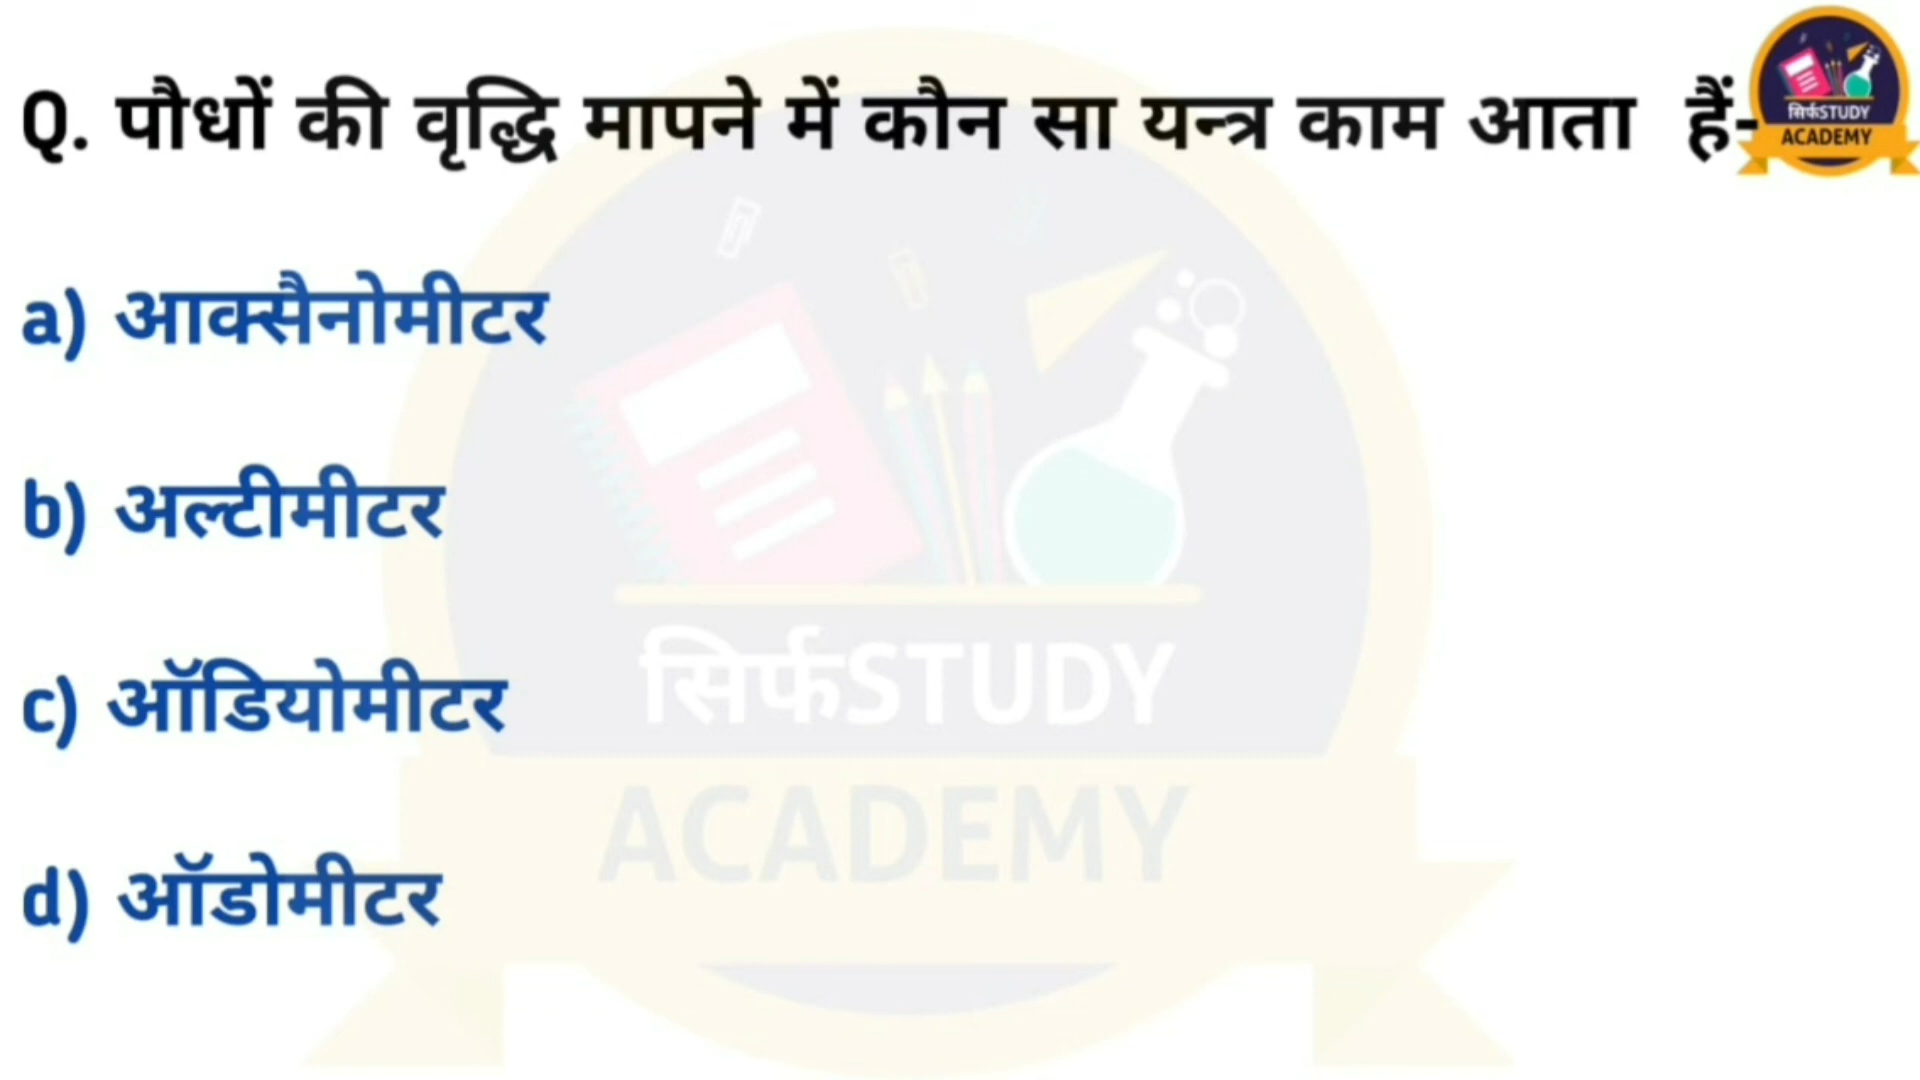 Q. पौधों की वृद्धि मापने में कौन सा यन्त्र काम आता हैं-
सिर्फSTUDY
ACADEMY
a) आक्सैनोमीटर
b) अल्टीमीटर
c) ऑडियोमीटर
सिर्फSTUDY
ACADEMY
d) ऑडोमीटर